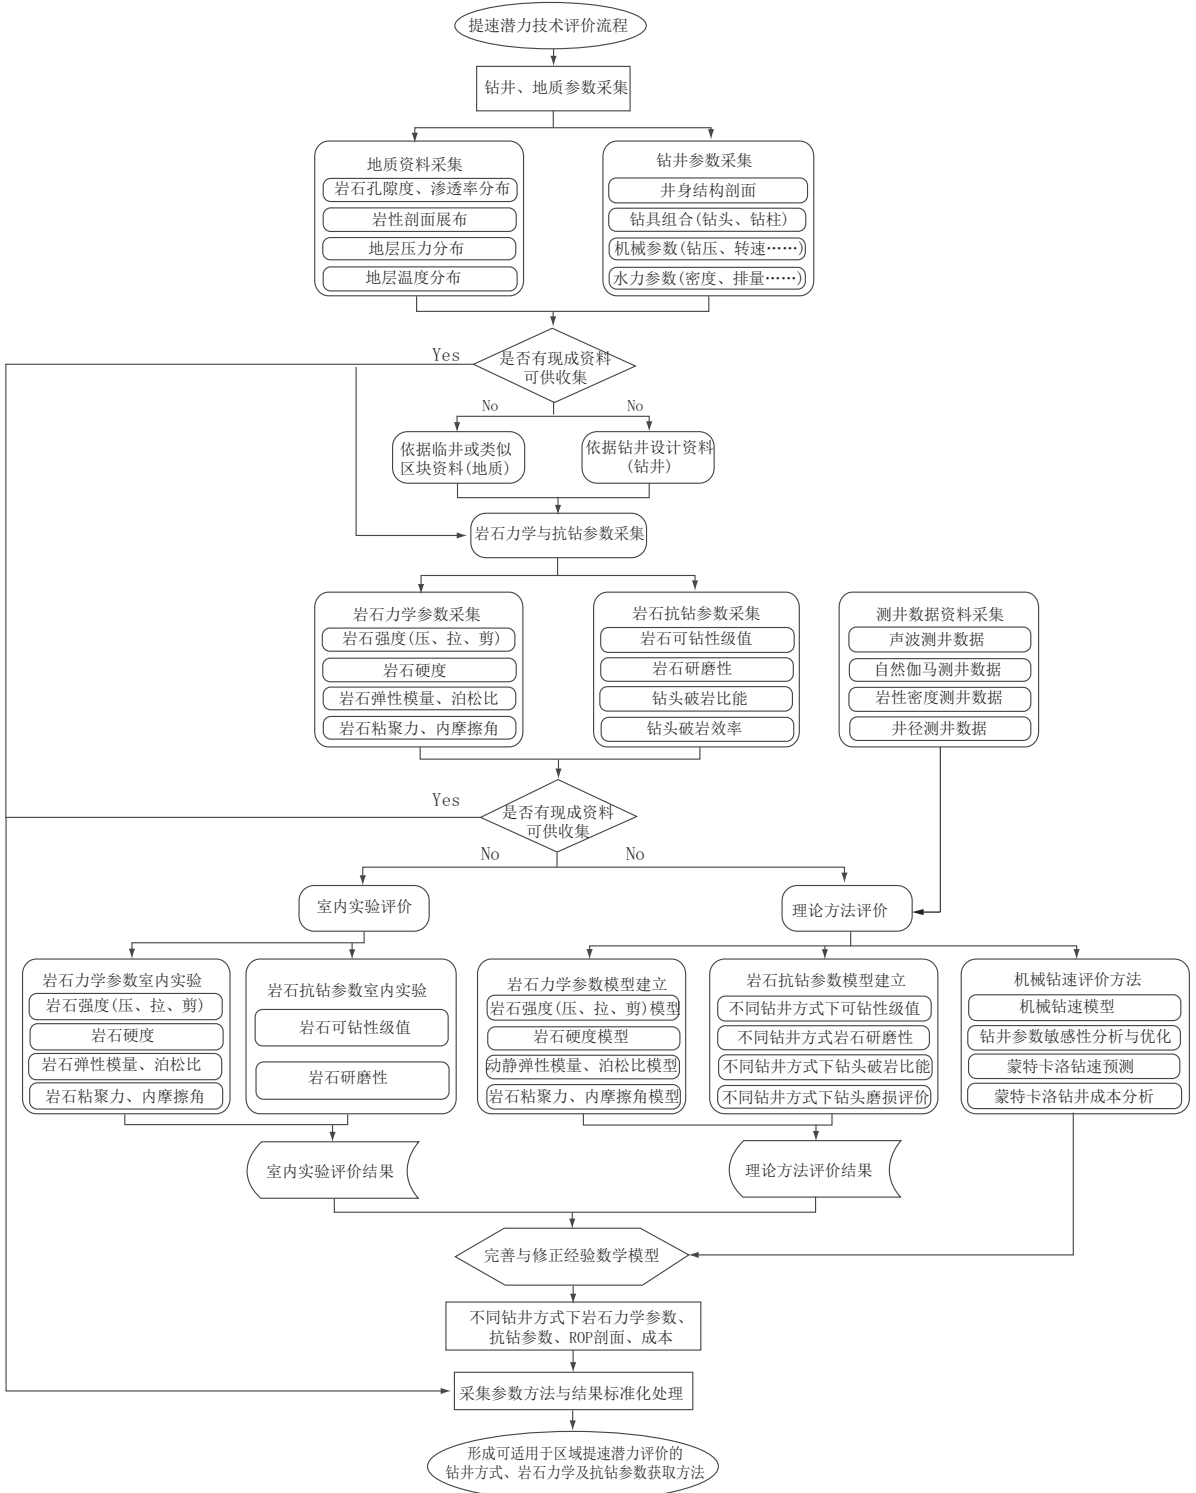 提速潜力技术评价流程
钻井、地质参数采集
地质资料采集
岩石孔隙度、渗透率分布
岩性剖面展布
地层压力分布
地层温度分布
钻井参数采集
井身结构剖面
钻具组合(钻头、钻柱)
机械参数(钻压、转速……)
水力参数(密度、排量……)
Yes
是否有现成资料
可供收集
No
No
依据临井或类似
区块资料(地质)
依据钻井设计资料
(钻井)
岩石力学与抗钻参数采集
岩石力学参数采集
岩石强度(压、拉、剪)
岩石硬度
岩石弹性模量、泊松比
岩石粘聚力、内摩擦角
岩石抗钻参数采集
岩石可钻性级值
岩石研磨性
钻头破岩比能
钻头破岩效率
测井数据资料采集
声波测井数据
自然伽马测井数据
岩性密度测井数据
井径测井数据
Yes
是否有现成资料
可供收集
No
No
室内实验评价
理论方法评价
岩石力学参数室内实验
岩石强度(压、拉、剪)
岩石硬度
岩石弹性模量、泊松比
岩石粘聚力、内摩擦角
岩石抗钻参数室内实验
岩石可钻性级值
岩石研磨性
岩石力学参数模型建立
岩石强度(压、拉、剪)模型
岩石硬度模型
动静弹性模量、泊松比模型
岩石粘聚力、内摩擦角模型
岩石抗钻参数模型建立
不同钻井方式下可钻性级值
不同钻井方式岩石研磨性
不同钻井方式下钻头破岩比能
不同钻井方式下钻头磨损评价
机械钻速评价方法
机械钻速模型
钻井参数敏感性分析与优化
蒙特卡洛钻速预测
蒙特卡洛钻井成本分析
室内实验评价结果
理论方法评价结果
完善与修正经验数学模型
不同钻井方式下岩石力学参数、
抗钻参数、ROP剖面、成本
采集参数方法与结果标准化处理
形成可适用于区域提速潜力评价的
钻井方式、岩石力学及抗钻参数获取方法